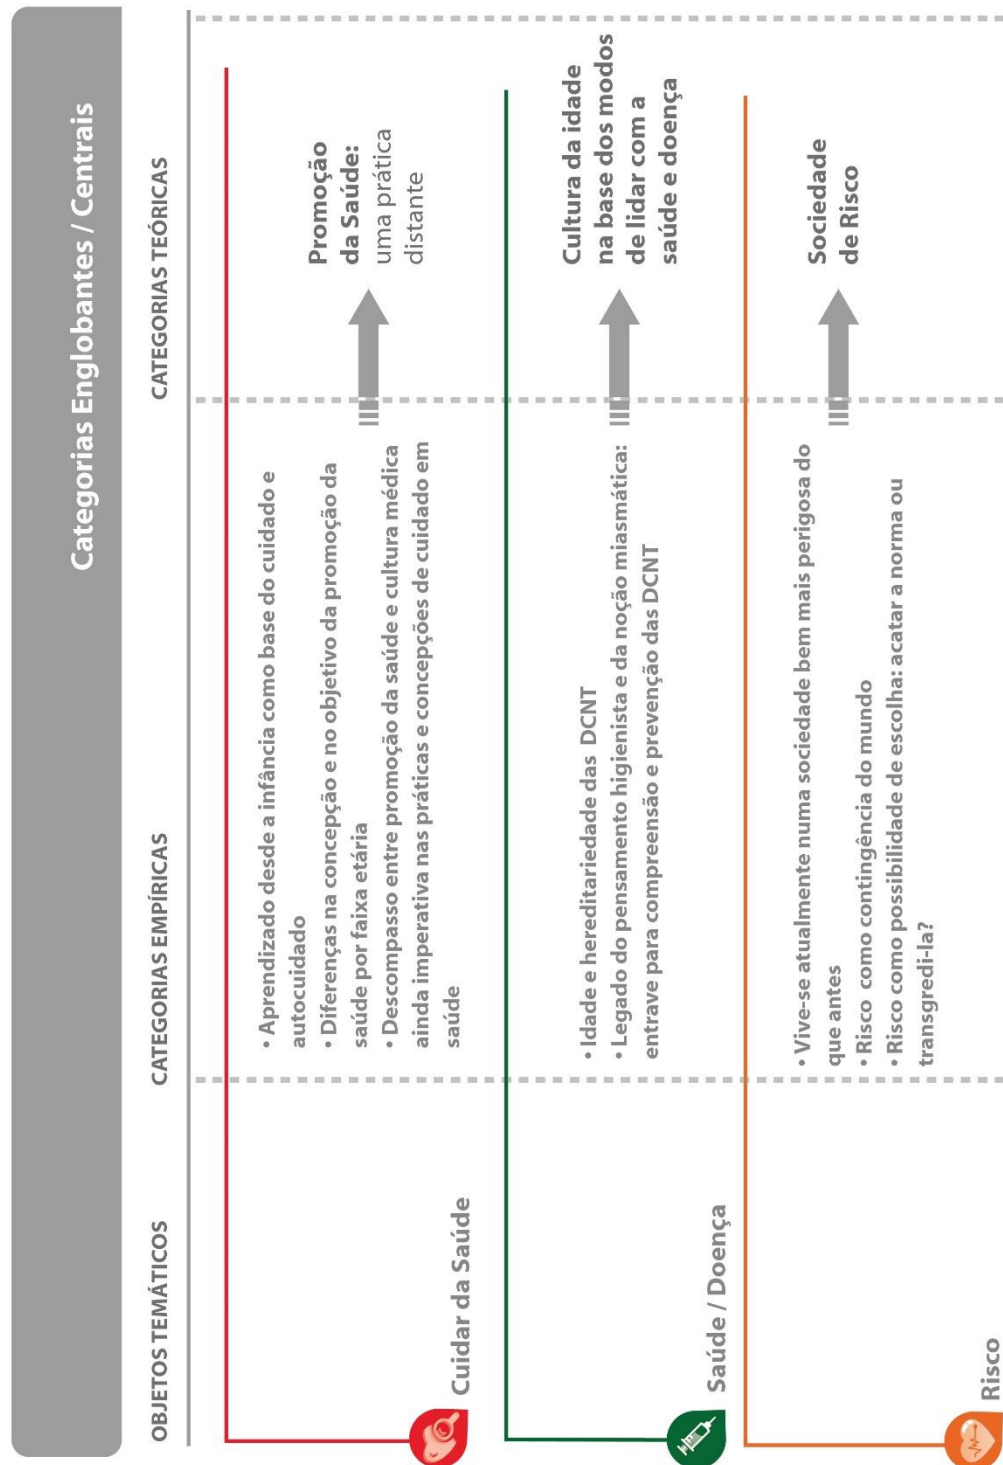 Categorias Englobantes / Centrais
OBJETOS TEMÁTICOS
CATEGORIAS EMPÍRICAS
CATEGORIAS TEÓRICAS
Cuidar da Saúde
• Aprendizado desde a infância como base do cuidado e
autocuidado
• Diferenças na concepção e no objetivo da promoção da
saúde por faixa etária
• Descompasso entre promoção da saúde e cultura médica
ainda imperativa nas práticas e concepções de cuidado em
saúde
Promoção
da Saúde:
uma prática
distante
Saúde / Doença
• Idade e hereditariedade das DCNT
• Legado do pensamento higienista e da noção miasmática:
entrave para compreensão e prevenção das DCNT
Cultura da idade
na base dos modos
de lidar com a
saúde e doença
Risco
• Vive-se atualmente numa sociedade bem mais perigosa do
que antes
• Risco como contingência do mundo
• Risco como possibilidade de escolha: acatar a norma ou
transgredi-la?
Sociedade
de Risco